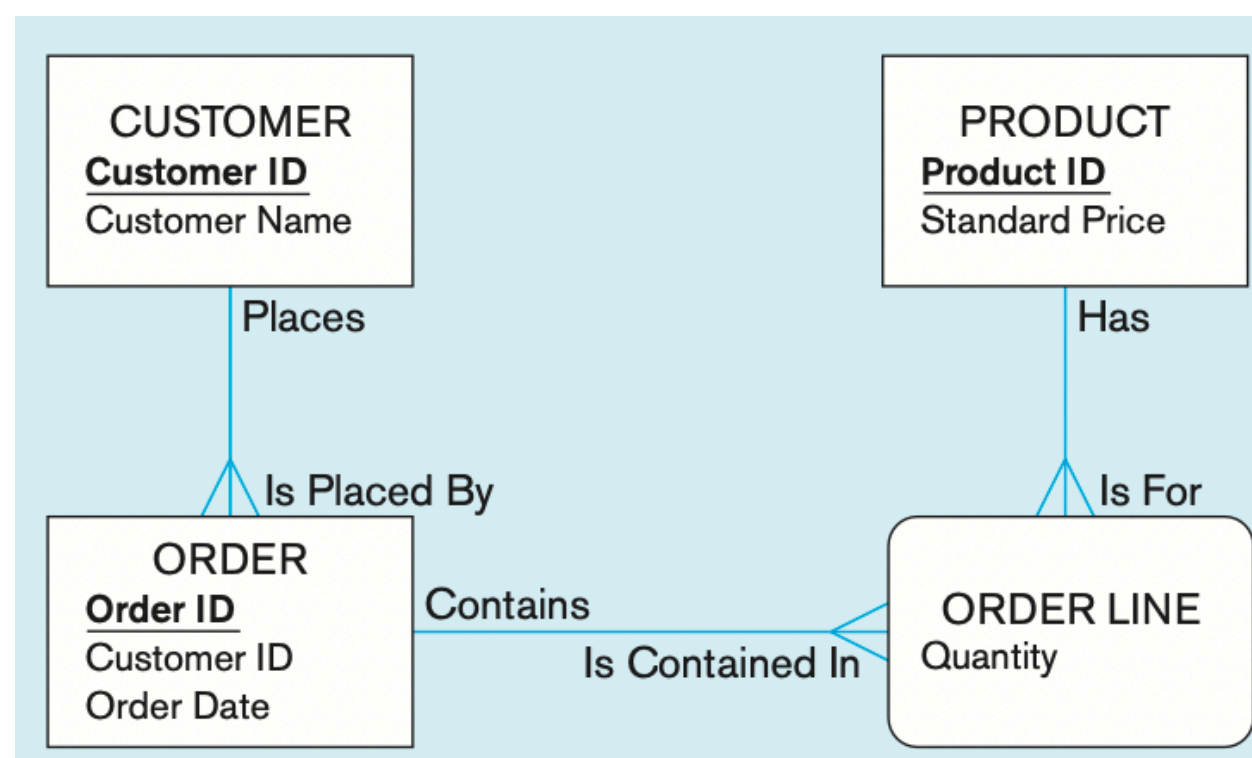 CUSTOMER
Customer ID
Customer Name
PRODUCT
Product ID
Standard Price
Places
Has
Is Placed By
Is For
ORDER
Order ID
Customer ID
Order Date
Contains
Is Contained In
ORDER LINE
Quantity